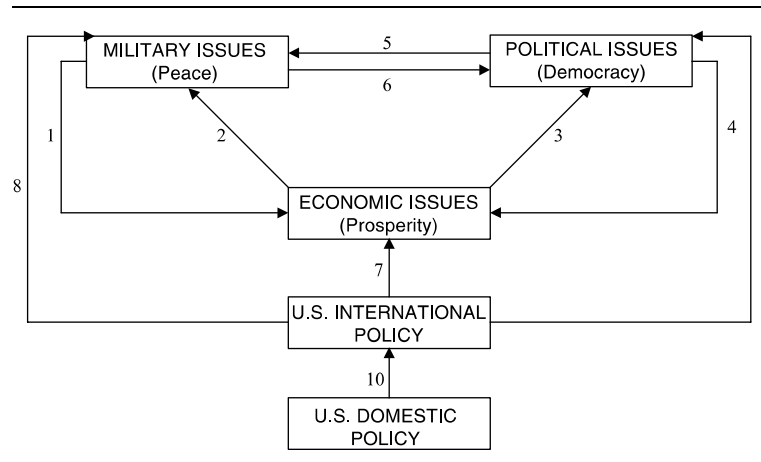 MILITARY ISSUES
(Peace)
5
POLITICAL ISSUES
(Democracy)
6
1
2
3
4
8
ECONOMIC ISSUES
(Prosperity)
7
U.S. INTERNATIONAL
POLICY
10
U.S. DOMESTIC
POLICY